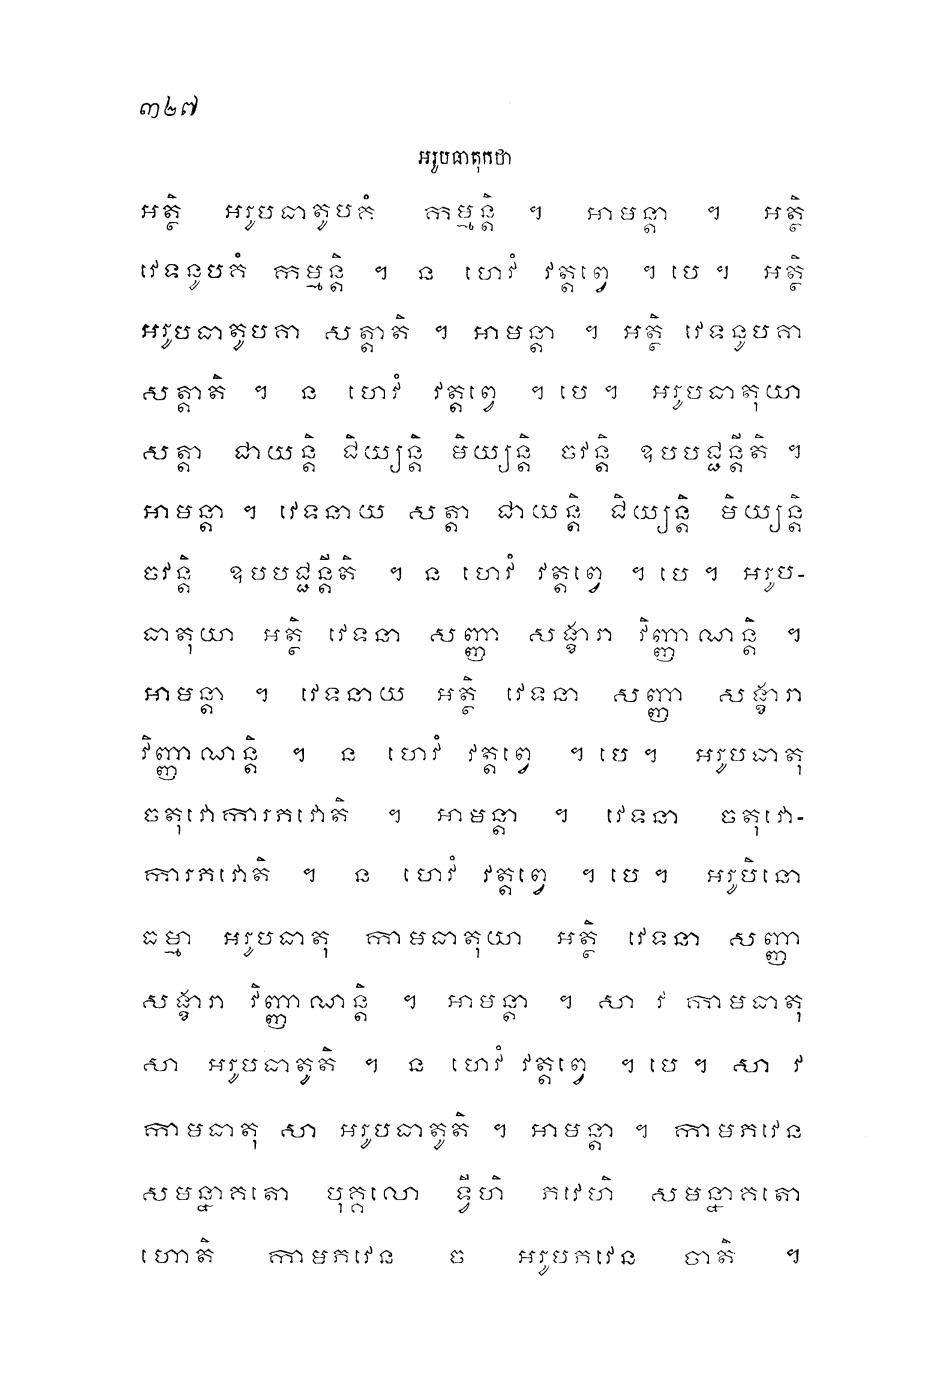 ៣២៧
អរូបធាតុកថា
អត្ថិ អរូបធាតូបគំ កម្មន្តិ ។ អាមន្តា ។ អត្ថិ
វេទនូបគំ កម្មន្តិ ។ ន ហេវំ វត្តព្វេ ។ បេ ។ អត្ថិ
អរូបធាតូបគា សត្តាតិ ។ អាមន្តា ។ អត្ថិ វេទនូបគា
សត្តាតិ ។ ន ហេវំ វត្តព្វេ ។ បេ ។ អរូបធាតុយា
សត្តា ជាយន្តិ ជិយ្យន្តិ មិយ្យន្តិ ចវន្តិ ឧបបជ្ជន្តីតិ ។
អាមន្តា ។ វេទនាយ សត្តា ជាយន្តិ ជិយ្យន្តិ មិយ្យន្តិ
ចវន្តិ ឧបបជ្ជន្តីតិ ។ ន ហេវំ វត្តព្វេ ។ បេ ។ អរូប-
ធាតុយា អត្ថិ វេទនា សញ្ញា សង្ខារា វិញ្ញាណន្តិ ។
អាមន្តា ។ វេទនាយ អត្ថិ វេទនា សញ្ញា សង្ខារា
វិញ្ញាណន្តិ ។ ន ហេវំ វត្តព្វេ ។ បេ ។ អរូបធាតុ
ចតុវោការភវោតិ ។ អាមន្តា ។ វេទនា ចតុវោ-
ការភវោតិ ។ ន ហេវំ វត្តព្វេ ។ បេ ។ អរូបិនោ
ធម្មា អរូបធាតុ កាមធាតុយា អត្ថិ វេទនា សញ្ញា
សង្ខារា វិញ្ញាណន្តិ ។ អាមន្តា ។ សា វ កាមធាតុ
សា អរូបធាតូតិ ។ ន ហេវំ វត្តព្វេ ។ បេ ។ សា វ
កាមធាតុ សា អរូបធាតូតិ ។ អាមន្តា ។ កាមភវេន
សមន្នាគតោ បុគ្គលោ ទ្វីហិ ភវេហិ សមន្នាគតោ
ហោតិ កាមភវេន ច អរូបភវេន ចាតិ ។